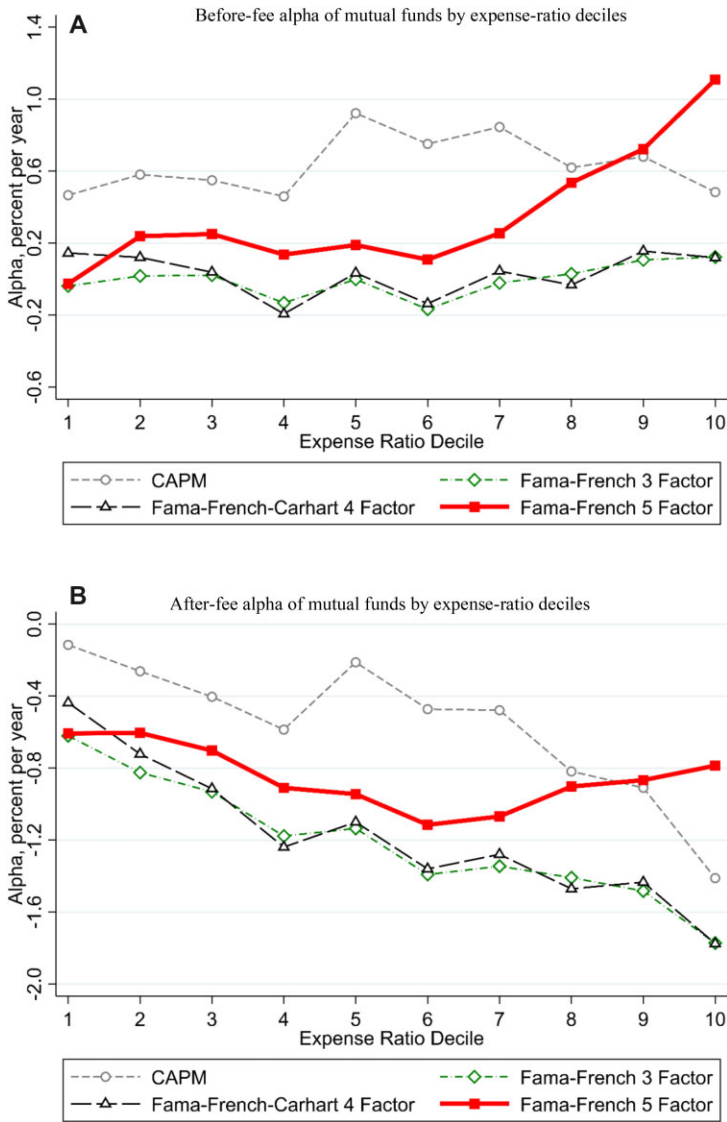 A
Before-fee alpha of mutual funds by expense-ratio deciles
Alpha, percent per year
1.4
1.0
0.6
0.2
-0.2
-0.6
1 2 3 4 5 6 7 8 9 10
Expense Ratio Decile
CAPM
Fama-French 3 Factor
Fama-French-Carhart 4 Factor
Fama-French 5 Factor
B
After-fee alpha of mutual funds by expense-ratio deciles
Alpha, percent per year
0.0
-0.4
-0.8
-1.2
-1.6
-2.0
1 2 3 4 5 6 7 8 9 10
Expense Ratio Decile
CAPM
Fama-French 3 Factor
Fama-French-Carhart 4 Factor
Fama-French 5 Factor